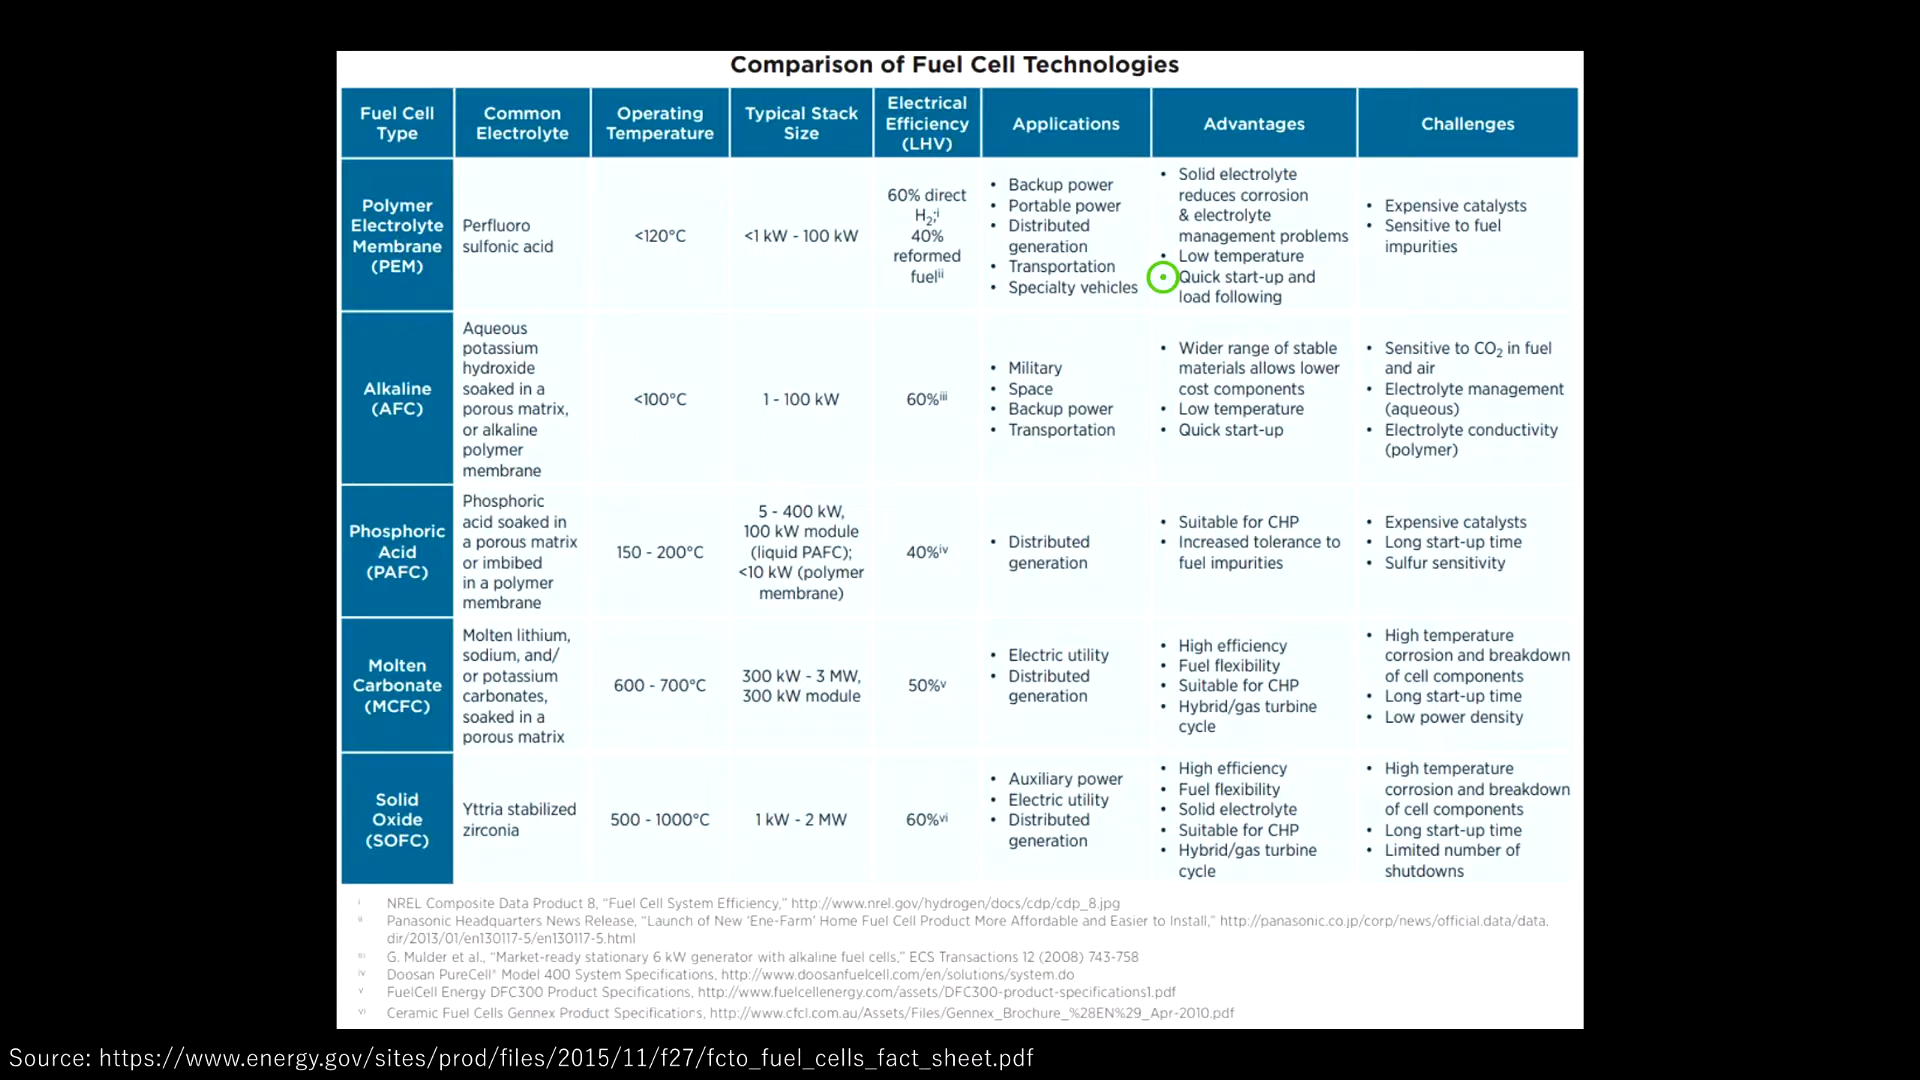 Comparison of Fuel Cell Technologies
Fuel Cell
Type
Common
Electrolyte
Operating
Temperature
Typical Stack
Size
Electrical
Efficiency
(LHV)
Applications
Advantages
Challenges
Polymer
Electrolyte
Membrane
(PEM)
Perfluoro
sulfonic acid
<120°C
<1 kW - 100 kW
60% direct
H₂;ⁱ
40%
reformed
fuelⁱⁱ
• Backup power
• Portable power
• Distributed
generation
• Transportation
• Specialty vehicles
• Solid electrolyte
reduces corrosion
& electrolyte
management problems
• Low temperature
• Quick start-up and
load following
• Expensive catalysts
• Sensitive to fuel
impurities
Alkaline
(AFC)
Aqueous
potassium
hydroxide
soaked in a
porous matrix,
or alkaline
polymer
membrane
<100°C
1 - 100 kW
60%ⁱⁱⁱ
• Military
• Space
• Backup power
• Transportation
• Wider range of stable
materials allows lower
cost components
• Low temperature
• Quick start-up
• Sensitive to CO₂ in fuel
and air
• Electrolyte management
(aqueous)
• Electrolyte conductivity
(polymer)
Phosphoric
Acid
(PAFC)
Phosphoric
acid soaked in
a porous matrix
or imbibed
in a polymer
membrane
150 - 200°C
5 - 400 kW,
100 kW module
(liquid PAFC);
<10 kW (polymer
membrane)
40%ⁱᵛ
• Distributed
generation
• Suitable for CHP
• Increased tolerance to
fuel impurities
• Expensive catalysts
• Long start-up time
• Sulfur sensitivity
Molten
Carbonate
(MCFC)
Molten lithium,
sodium, and/
or potassium
carbonates,
soaked in a
porous matrix
600 - 700°C
300 kW - 3 MW,
300 kW module
50%ᵛ
• Electric utility
• Distributed
generation
• High efficiency
• Fuel flexibility
• Suitable for CHP
• Hybrid/gas turbine
cycle
• High temperature
corrosion and breakdown
of cell components
• Long start-up time
• Low power density
Solid
Oxide
(SOFC)
Yttria stabilized
zirconia
500 - 1000°C
1 kW - 2 MW
60%ᵛⁱ
• Auxiliary power
• Electric utility
• Distributed
generation
• High efficiency
• Fuel flexibility
• Solid electrolyte
• Suitable for CHP
• Hybrid/gas turbine
cycle
• High temperature
corrosion and breakdown
of cell components
• Long start-up time
• Limited number of
shutdowns
i NREL Composite Data Product 8, “Fuel Cell System Efficiency,” http://www.nrel.gov/hydrogen/docs/cdp/cdp_8.jpg
ii Panasonic Headquarters News Release, “Launch of New ‘Ene-Farm’ Home Fuel Cell Product More Affordable and Easier to Install,” http://panasonic.co.jp/corp/news/official.data/data.
dir/2013/01/en130117-5/en130117-5.html
iii G. Mulder et al., “Market-ready stationary 6 kW generator with alkaline fuel cells,” ECS Transactions 12 (2008) 743-758
iv Doosan PureCell® Model 400 System Specifications, http://www.doosanfuelcell.com/en/solutions/system.do
v FuelCell Energy DFC300 Product Specifications, http://www.fuelcellenergy.com/assets/DFC300-product-specifications1.pdf
vi Ceramic Fuel Cells Gennex Product Specifications, http://www.cfcl.com.au/Assets/Files/Gennex_Brochure_%28EN%29_Apr-2010.pdf
Source: https://www.energy.gov/sites/prod/files/2015/11/f27/fcto_fuel_cells_fact_sheet.pdf